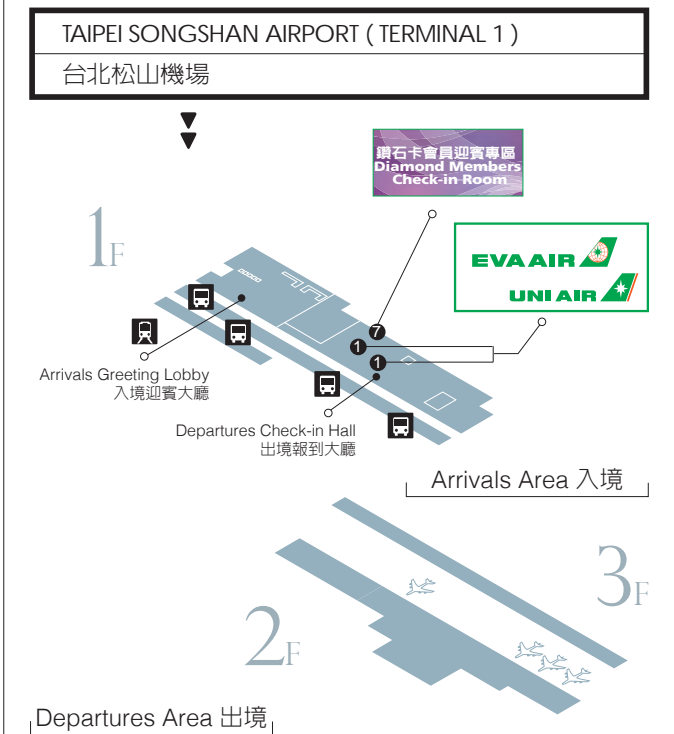 TAIPEI SONGSHAN AIRPORT ( TERMINAL 1 )
台北松山機場
鑽石卡會員迎賓專區
Diamond Members
Check-in Room
1F
EVA AIR
UNI AIR
7
1
1
Arrivals Greeting Lobby
入境迎賓大廳
Departures Check-in Hall
出境報到大廳
Arrivals Area 入境
3F
2F
Departures Area 出境